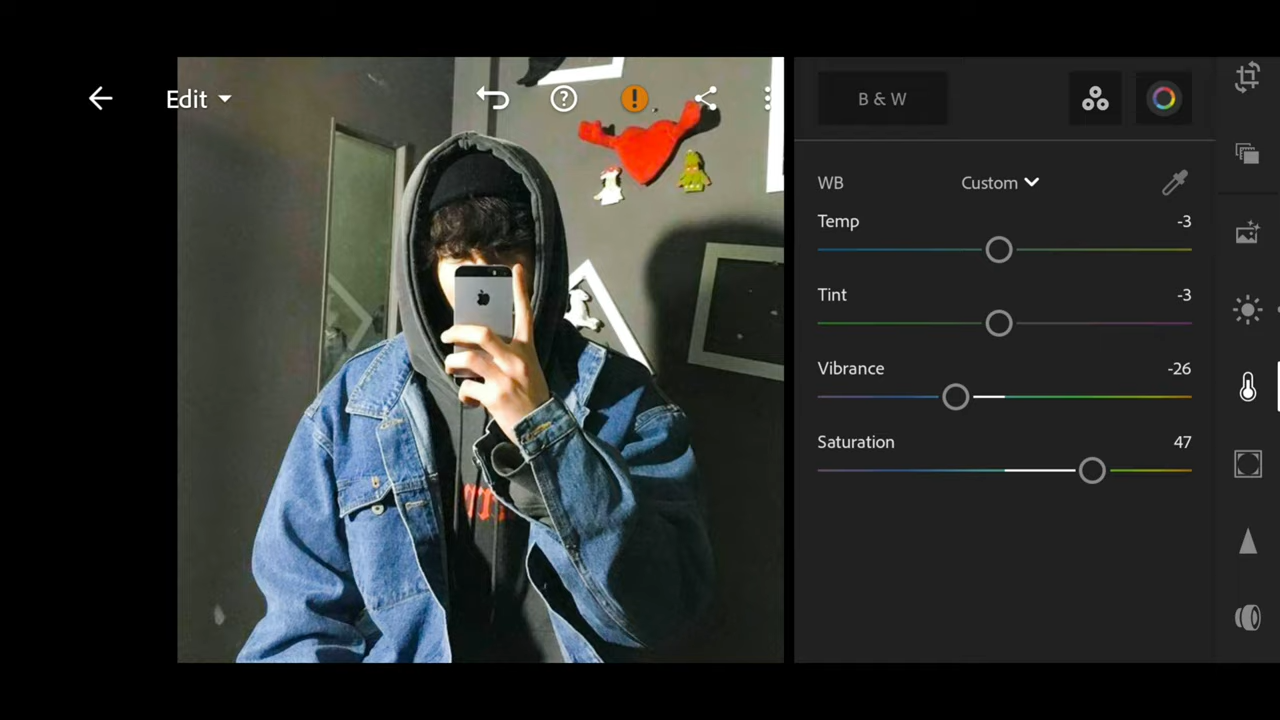 Edit
B & W
WB
Custom
Temp
-3
Tint
-3
Vibrance
-26
Saturation
47